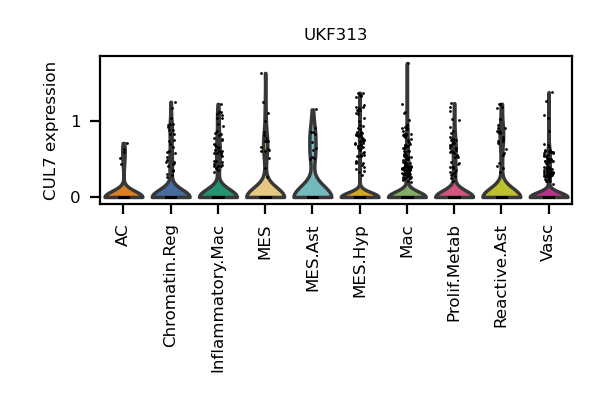 UKF313
CUL7 expression
1
0
AC
Chromatin.Reg
Inflammatory.Mac
MES
MES.Ast
MES.Hyp
Mac
Prolif.Metab
Reactive.Ast
Vasc